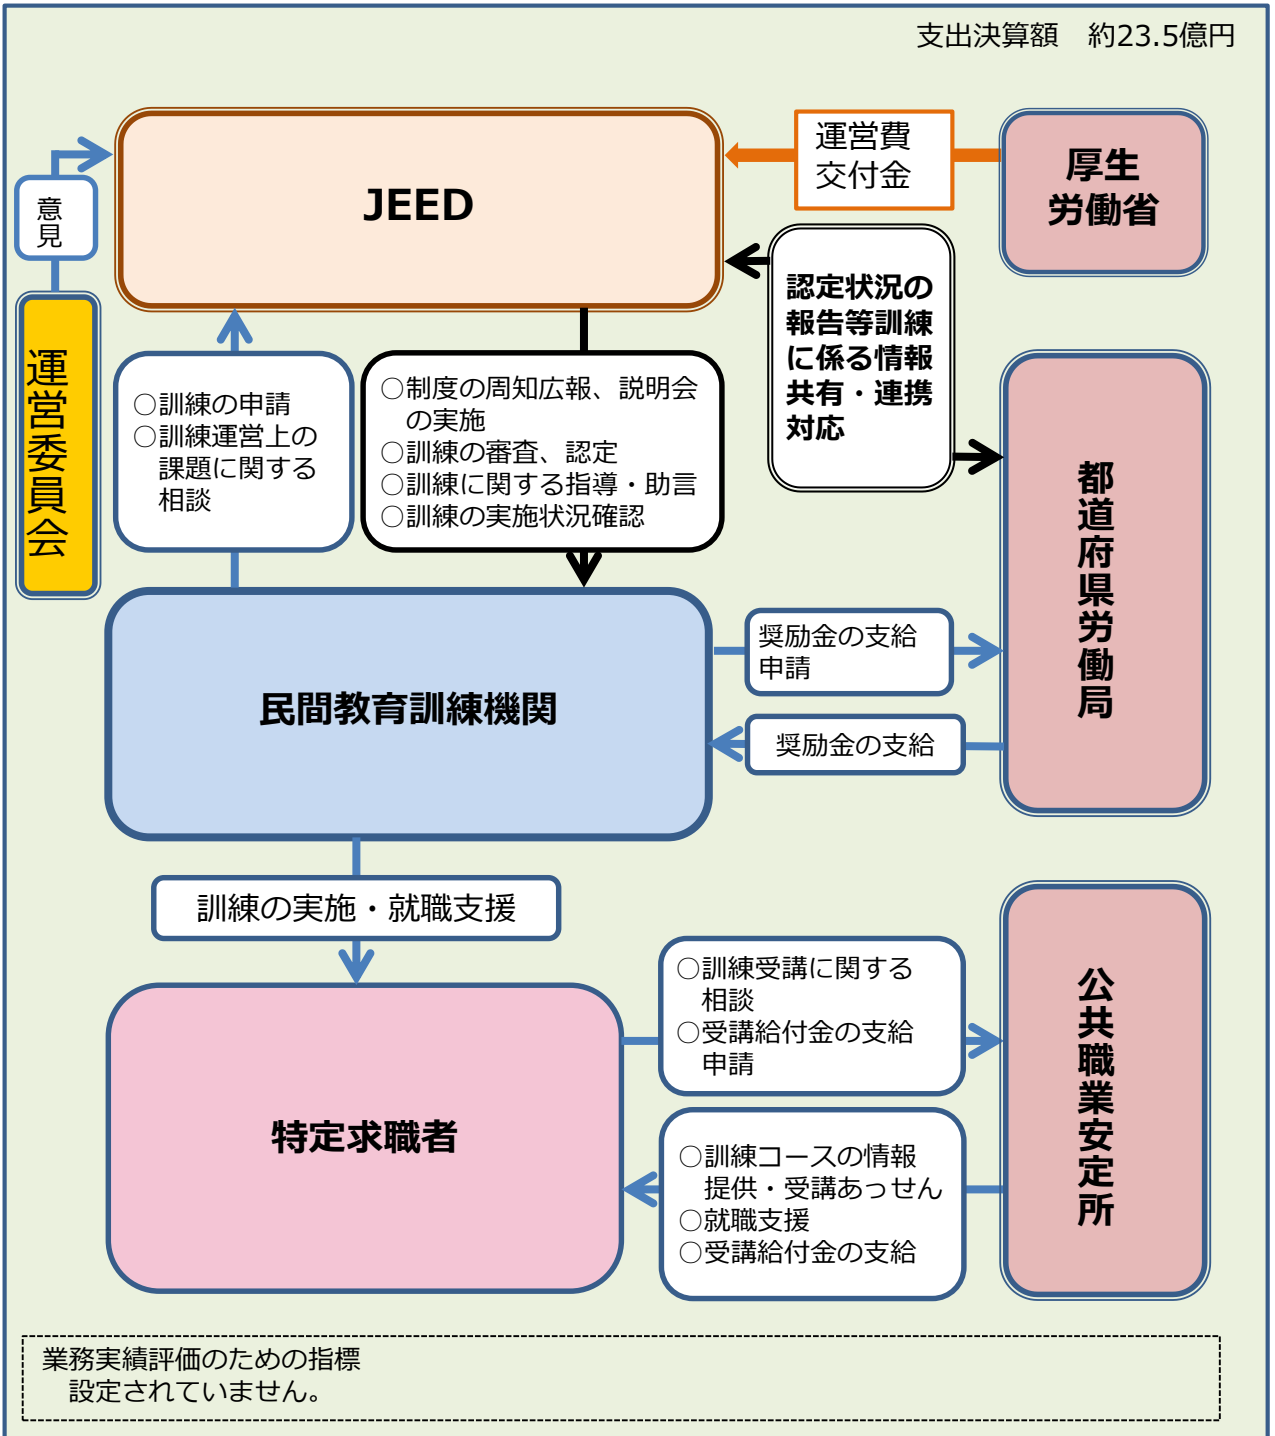 支出決算額　約23.5億円
JEED
運営費
交付金
厚生
労働省
意見
運営委員会
認定状況の
報告等訓練
に係る情報
共有・連携
対応
○訓練の申請
○訓練運営上の
課題に関する
相談
○制度の周知広報、説明会
の実施
○訓練の審査、認定
○訓練に関する指導・助言
○訓練の実施状況確認
都道府県労働局
民間教育訓練機関
奨励金の支給
申請
奨励金の支給
訓練の実施・就職支援
特定求職者
○訓練受講に関する
相談
○受講給付金の支給
申請
○訓練コースの情報
提供・受講あっせん
○就職支援
○受講給付金の支給
公共職業安定所
業務実績評価のための指標
設定されていません。